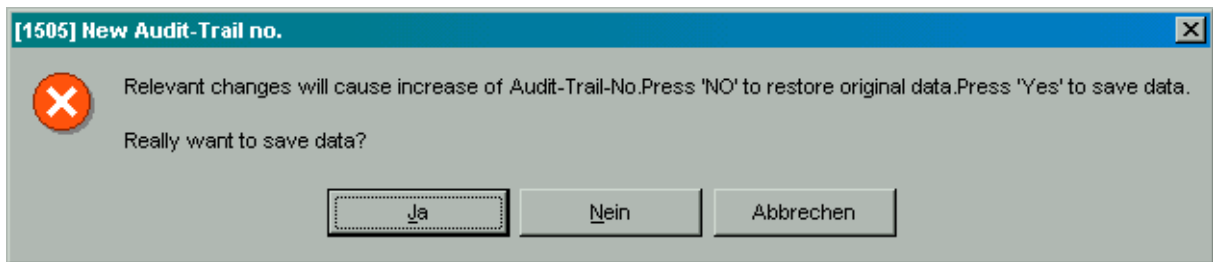 [1505] New Audit-Trail no.
Relevant changes will cause increase of Audit-Trail-No.Press 'NO' to restore original data.Press 'Yes' to save data.
Really want to save data?
Ja
Nein
Abbrechen